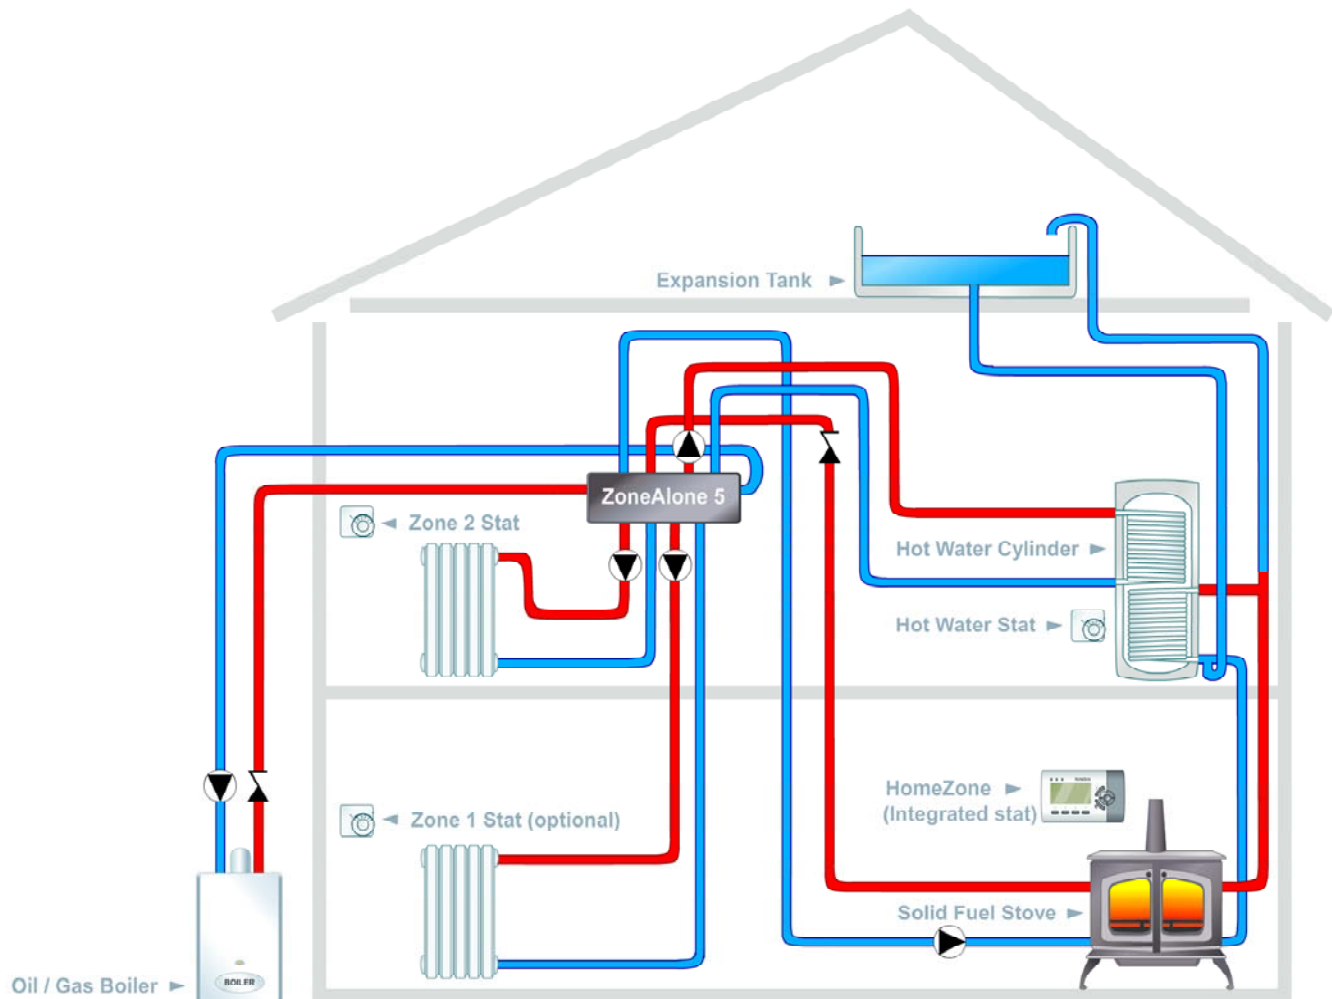 Expansion Tank
ZoneAlone 5
Zone 2 Stat
Hot Water Cylinder
Hot Water Stat
HomeZone
(Integrated stat)
Zone 1 Stat (optional)
Solid Fuel Stove
Oil / Gas Boiler
BOILER